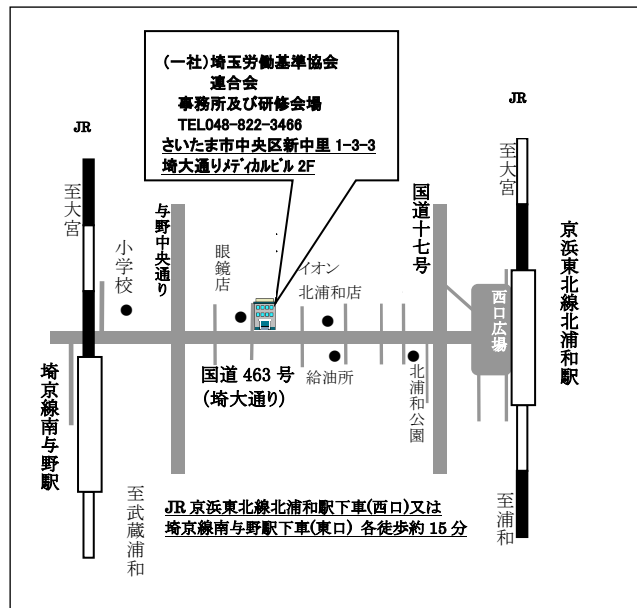 (一社)埼玉労働基準協会
連合会
事務所及び研修会場
TEL048-822-3466
さいたま市中央区新中里 1-3-3
埼大通りメディカルビル 2F
JR
JR
至大宮
小学校
与野中央通り
眼鏡店
イオン
北浦和店
国道十七号
至大宮
京浜東北線北浦和駅
西口広場
埼京線南与野駅
国道 463 号
(埼大通り)
給油所
北浦和公園
至武蔵浦和
至浦和
JR 京浜東北線北浦和駅下車(西口)又は
埼京線南与野駅下車(東口) 各徒歩約 15 分